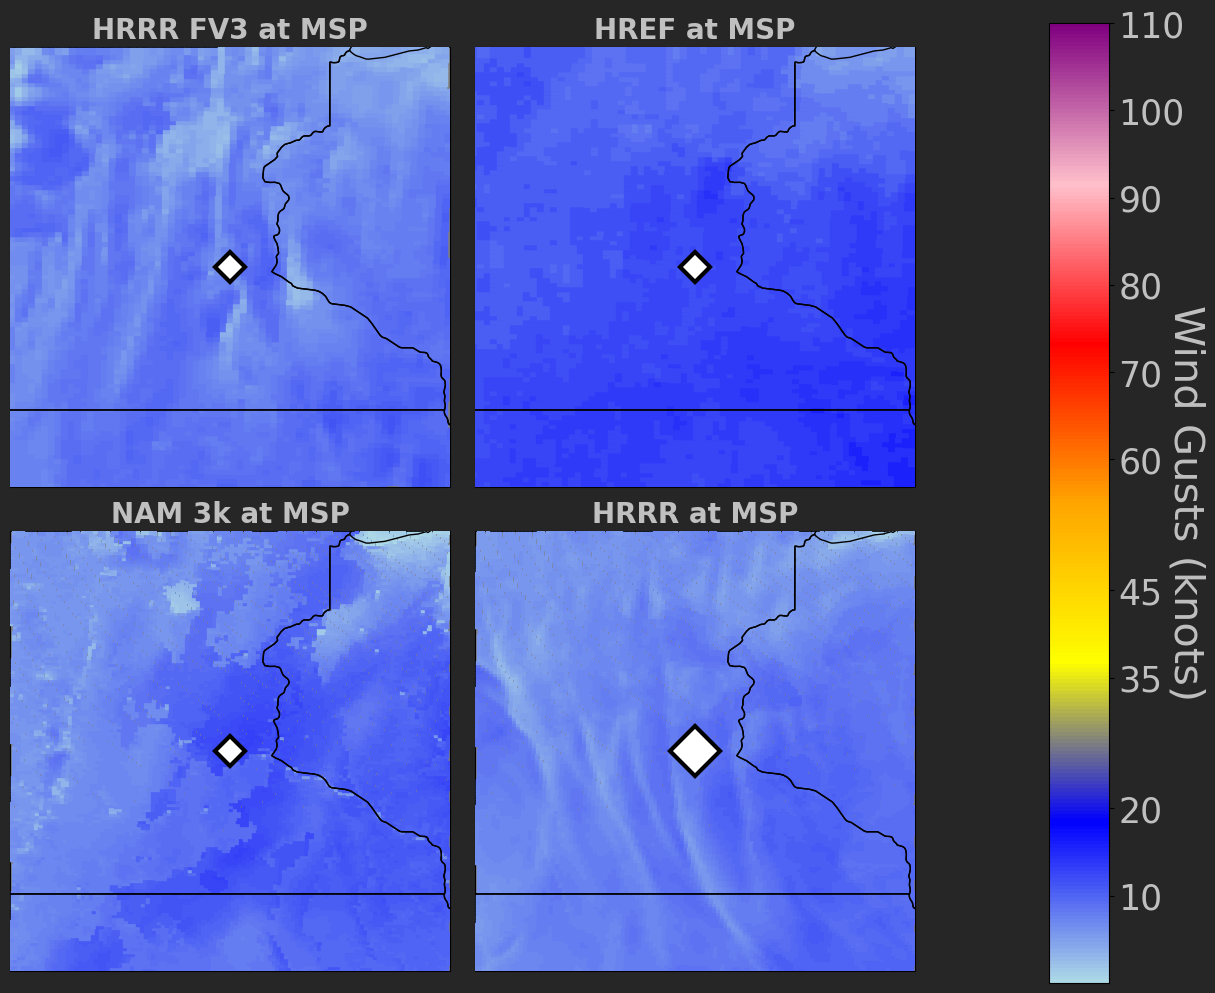 HRRR FV3 at MSP
HREF at MSP
NAM 3k at MSP
HRRR at MSP
110
100
90
80
70
60
45
35
20
10
Wind Gusts (knots)